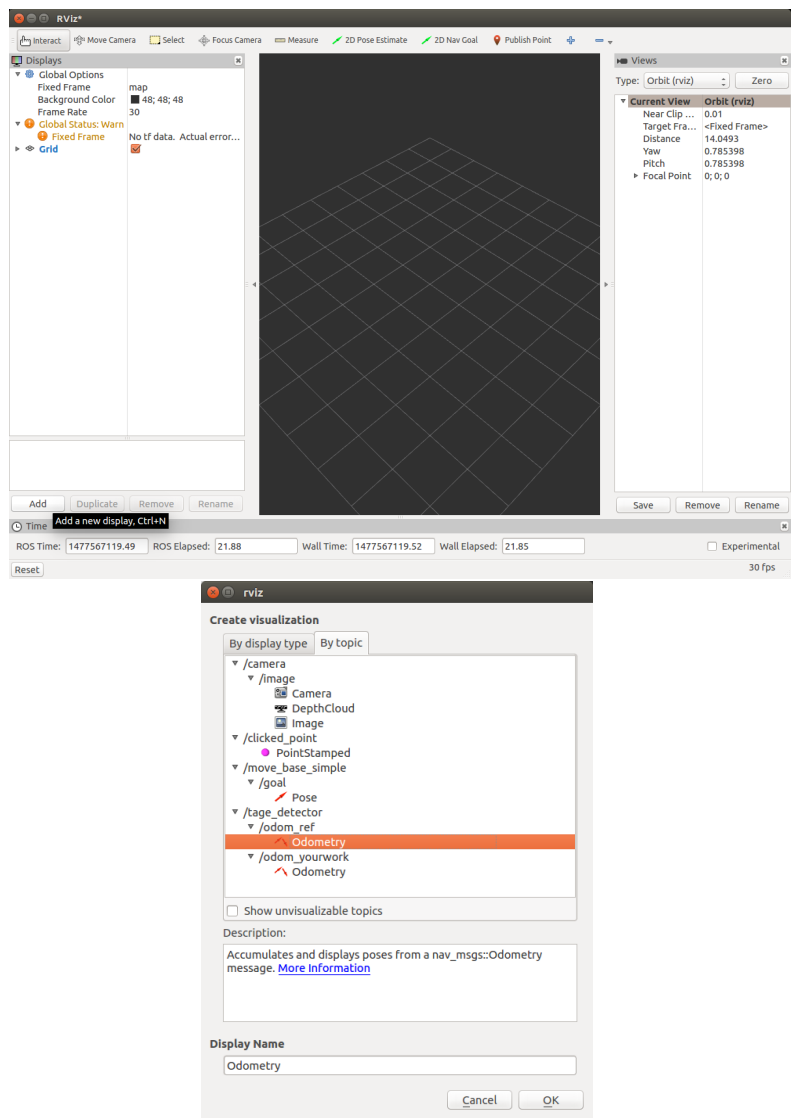 RViz*
Interact Move Camera Select Focus Camera Measure 2D Pose Estimate 2D Nav Goal Publish Point
Displays
Global Options
Fixed Frame map
Background Color 48; 48; 48
Frame Rate 30
Global Status: Warn
Fixed Frame No tf data. Actual error...
Grid
Add Duplicate Remove Rename
Add a new display, Ctrl+N
Views
Type: Orbit (rviz) Zero
Current View Orbit (rviz)
Near Clip ... 0.01
Target Fra... <Fixed Frame>
Distance 14.0493
Yaw 0.785398
Pitch 0.785398
Focal Point 0; 0; 0
Save Remove Rename
Time
ROS Time: 1477567119.49 ROS Elapsed: 21.88 Wall Time: 1477567119.52 Wall Elapsed: 21.85 Experimental
Reset 30 fps
rviz
Create visualization
By display type By topic
/camera
/image
Camera
DepthCloud
Image
/clicked_point
PointStamped
/move_base_simple
/goal
Pose
/tage_detector
/odom_ref
Odometry
/odom_yourwork
Odometry
Show unvisualizable topics
Description:
Accumulates and displays poses from a nav_msgs::Odometry
message. More Information
Display Name
Odometry
Cancel OK